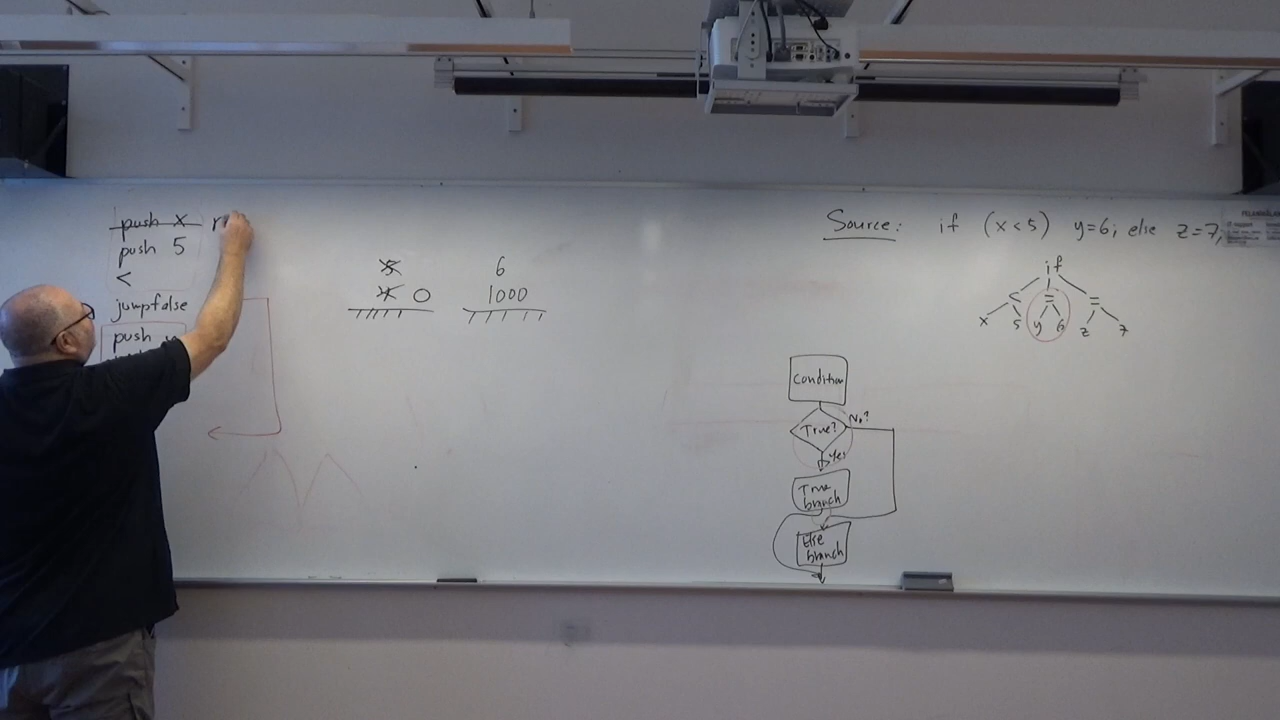 push x r
push 5
<
jumpfalse
push
6
0
1000
Source: if (x<5) y=6; else z=7;
if
< = =
x 5 y 6 z 7
Condition
True?
No?
Yes
True
branch
Else
branch